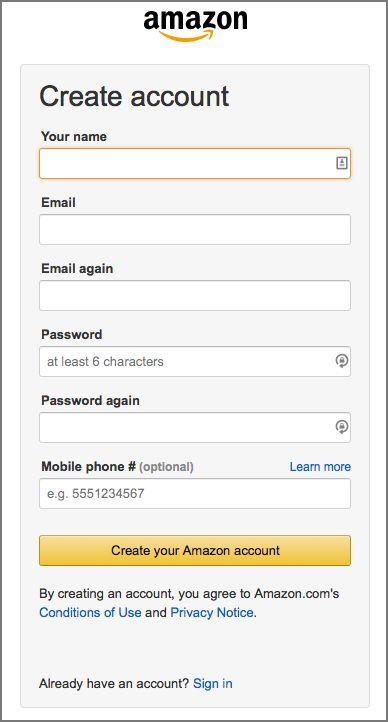 amazon
Create account
Your name
Email
Email again
Password
at least 6 characters
Password again
Mobile phone # (optional) Learn more
e.g. 5551234567
Create your Amazon account
By creating an account, you agree to Amazon.com's
Conditions of Use and Privacy Notice.
Already have an account? Sign in